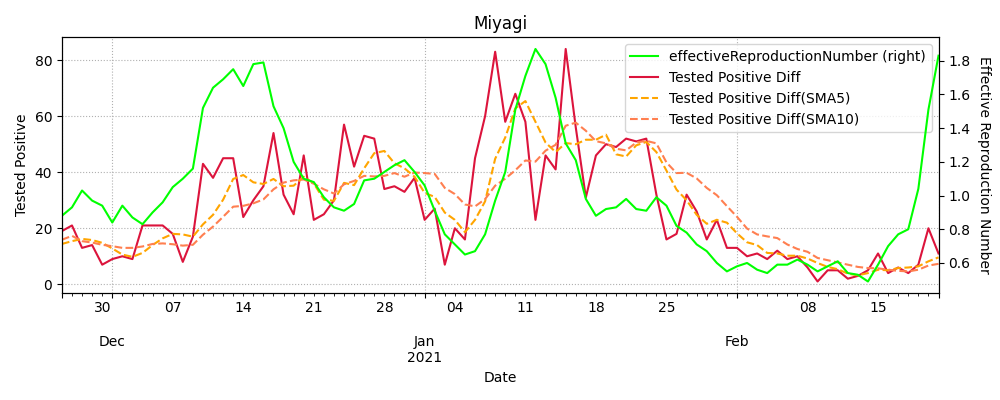 Miyagi
effectiveReproductionNumber (right)
Tested Positive Diff
Tested Positive Diff(SMA5)
Tested Positive Diff(SMA10)
Tested Positive
80
60
40
20
0
1.8
1.6
1.4
1.2
1.0
0.8
0.6
Effective Reproduction Number
30 07 14 21 28 04 11 18 25 08 15
Dec Jan Feb
2021
Date